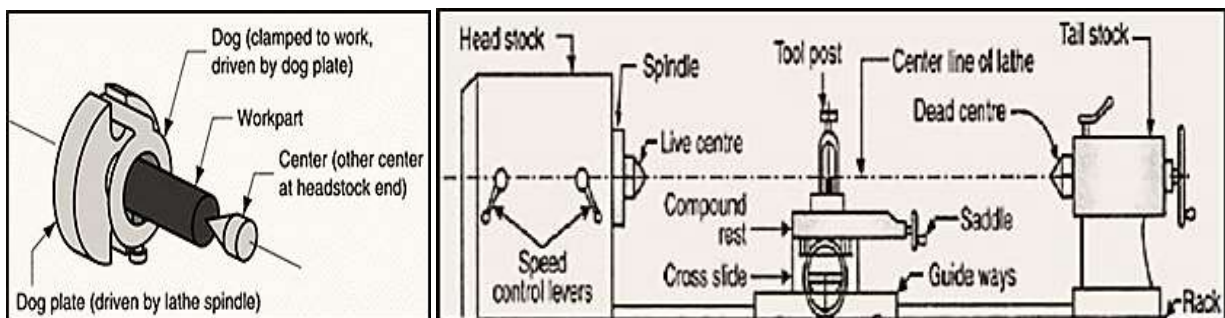 Dog (clamped to work,
driven by dog plate)
Workpart
Center (other center
at headstock end)
Dog plate (driven by lathe spindle)
Head stock
Spindle
Live centre
Speed
control levers
Tool post
Center line of lathe
Compound
rest
Cross slide
Saddle
Guide ways
Dead centre
Tail stock
Rack